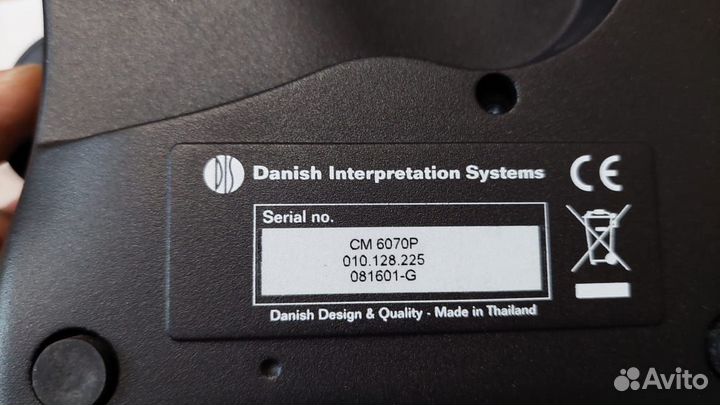 DIS Danish Interpretation Systems CE
Serial no.
CM 6070P
010.128.225
081601-G
Danish Design & Quality - Made in Thailand
Avito